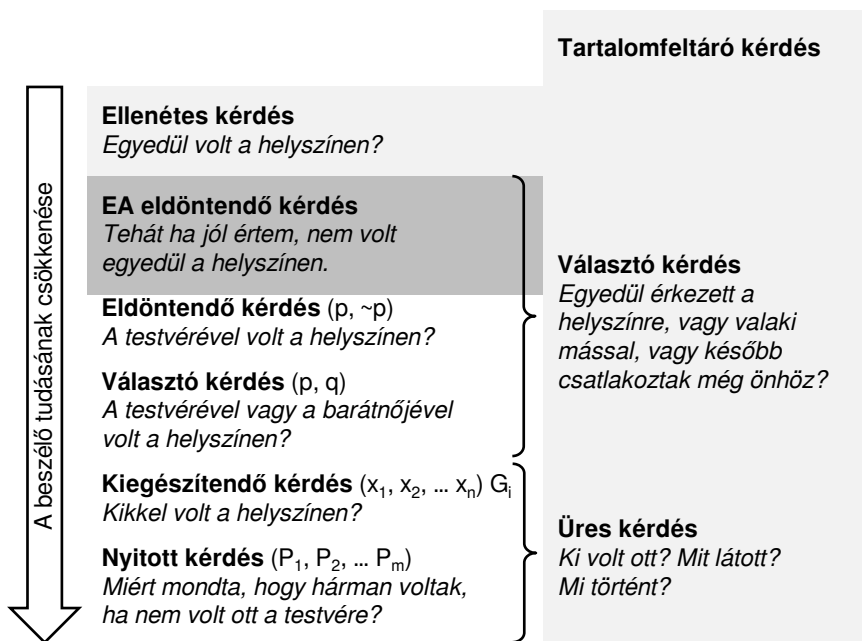 Tartalomfeltáró kérdés
A beszélő tudásának csökkenése
Ellenétes kérdés
Egyedül volt a helyszínen?
EA eldöntendő kérdés
Tehát ha jól értem, nem volt
egyedül a helyszínen.
Eldöntendő kérdés (p, ~p)
A testvérével volt a helyszínen?
Választó kérdés (p, q)
A testvérével vagy a barátnőjével
volt a helyszínen?
Kiegészítendő kérdés (x₁, x₂, ... xₙ) Gᵢ
Kikkel volt a helyszínen?
Nyitott kérdés (P₁, P₂, ... Pₘ)
Miért mondta, hogy hárman voltak,
ha nem volt ott a testvére?
Választó kérdés
Egyedül érkezett a
helyszínre, vagy valaki
mással, vagy később
csatlakoztak még önhöz?
Üres kérdés
Ki volt ott? Mit látott?
Mi történt?